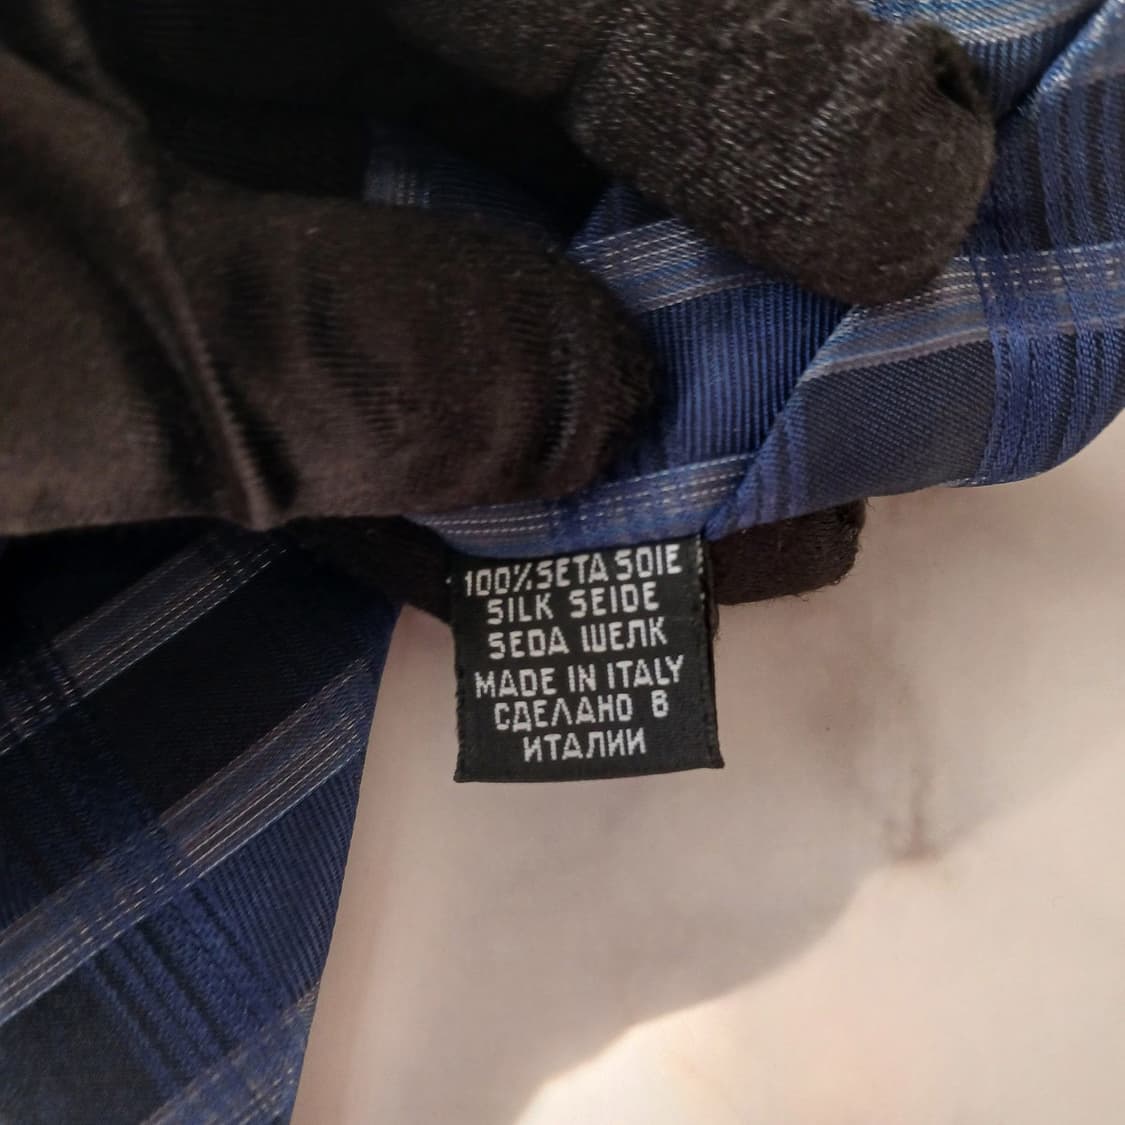 100% SETA SOIE
SILK SEIDE
SEDA ШЕЛК
MADE IN ITALY
СДЕЛАНО В
ИТАЛИИ